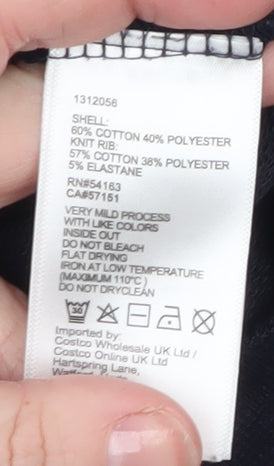 1312056
SHELL:
60% COTTON 40% POLYESTER
KNIT RIB:
57% COTTON 38% POLYESTER
5% ELASTANE
RN#54163
CA#57151
VERY MILD PROCESS
WITH LIKE COLORS
INSIDE OUT
DO NOT BLEACH
FLAT DRYING
IRON AT LOW TEMPERATURE
(MAXIMUM 110°C)
DO NOT DRYCLEAN
30
Imported by:
Costco Wholesale UK Ltd /
Costco Online UK Ltd
Hartspring Lane,